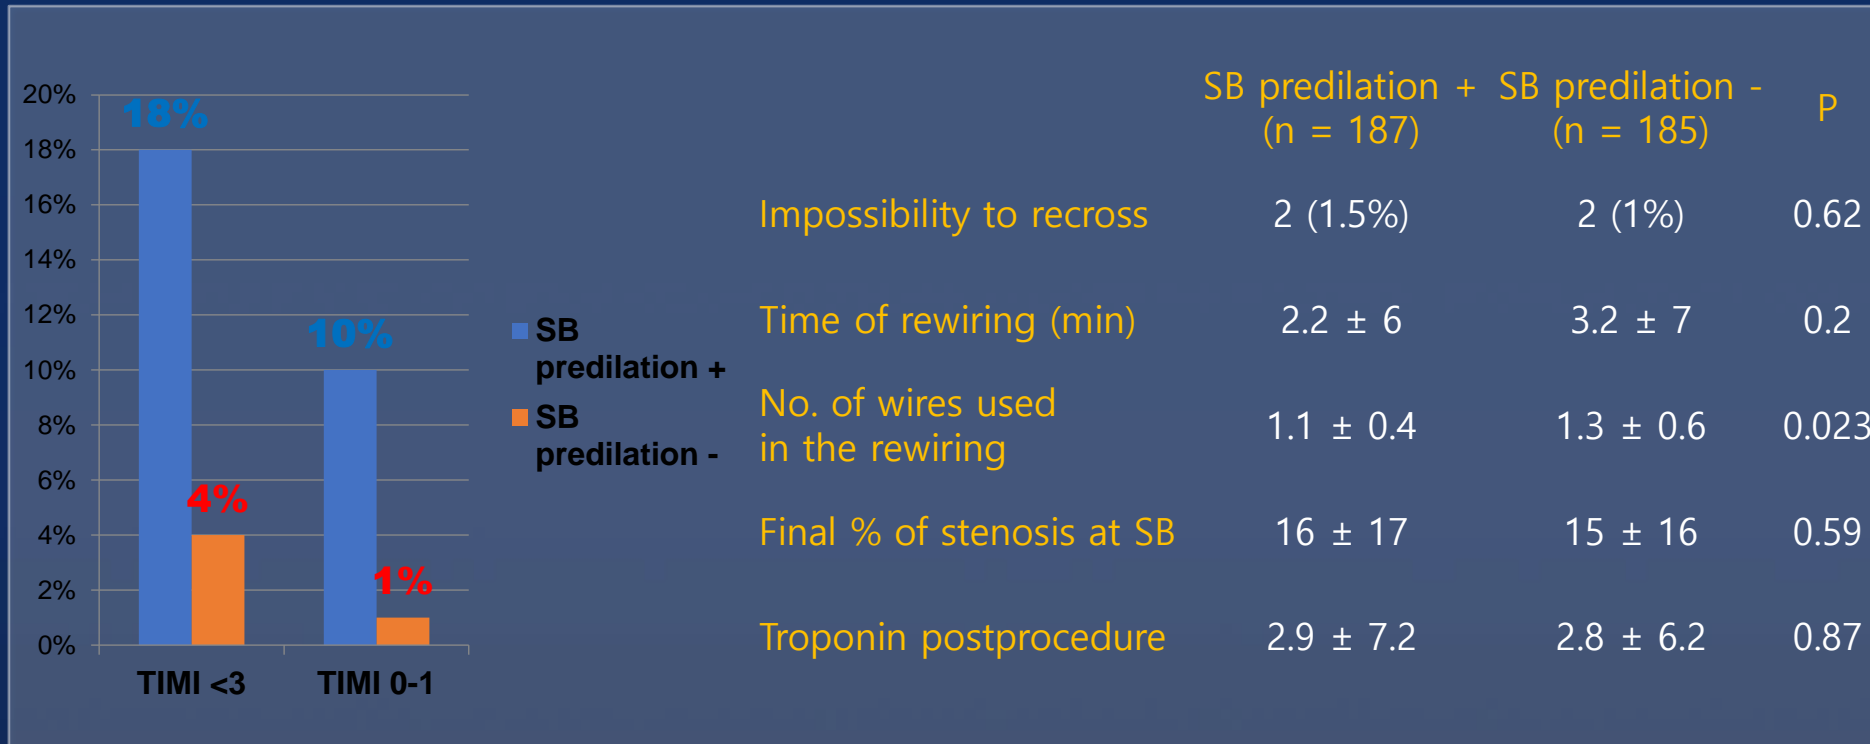 20%
18%
16%
14%
12%
10%
8%
6%
4%
2%
0%
18%
4%
10%
1%
TIMI <3
TIMI 0-1
SB
predilation +
SB
predilation -
SB predilation + SB predilation - P
(n = 187) (n = 185)
Impossibility to recross 2 (1.5%) 2 (1%) 0.62
Time of rewiring (min) 2.2 ± 6 3.2 ± 7 0.2
No. of wires used
in the rewiring 1.1 ± 0.4 1.3 ± 0.6 0.023
Final % of stenosis at SB 16 ± 17 15 ± 16 0.59
Troponin postprocedure 2.9 ± 7.2 2.8 ± 6.2 0.87